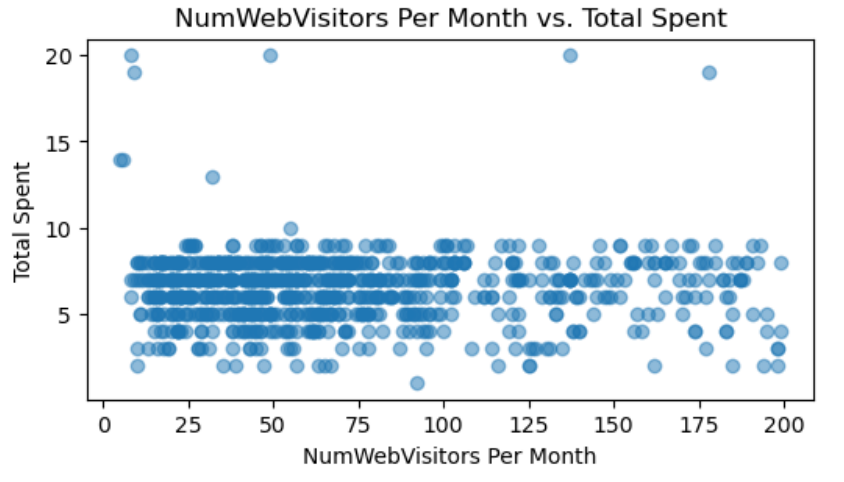 NumWebVisitors Per Month vs. Total Spent
Total Spent
20
15
10
5
0 25 50 75 100 125 150 175 200
NumWebVisitors Per Month